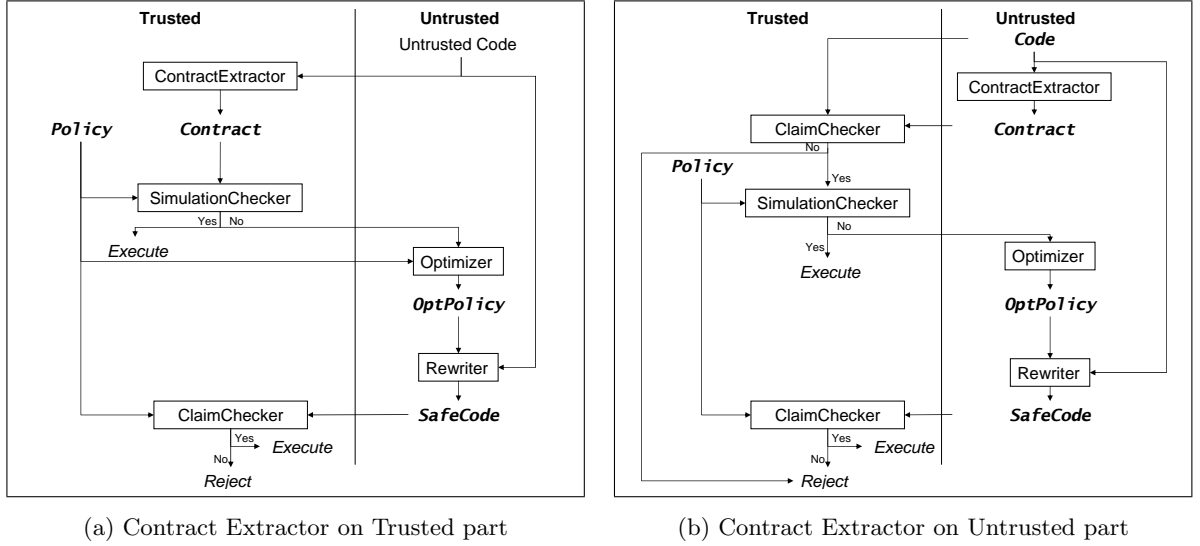 Trusted
Untrusted
Untrusted Code
ContractExtractor
Policy
Contract
SimulationChecker
Yes
No
Execute
Optimizer
OptPolicy
Rewriter
ClaimChecker
SafeCode
Yes
Execute
No
Reject
(a) Contract Extractor on Trusted part
Trusted
Untrusted
Code
ContractExtractor
ClaimChecker
Contract
No
Policy
Yes
SimulationChecker
No
Yes
Optimizer
Execute
OptPolicy
Rewriter
ClaimChecker
SafeCode
Yes
Execute
No
Reject
(b) Contract Extractor on Untrusted part